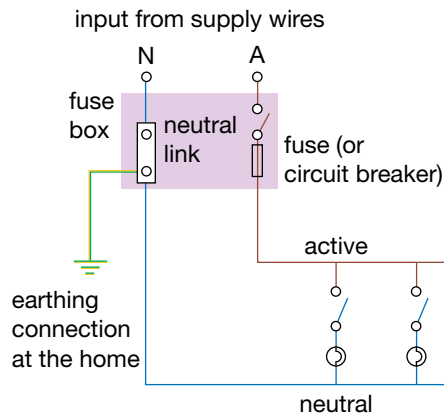 input from supply wires
N
A
fuse
box
neutral
link
fuse (or
circuit breaker)
active
earthing
connection
at the home
neutral